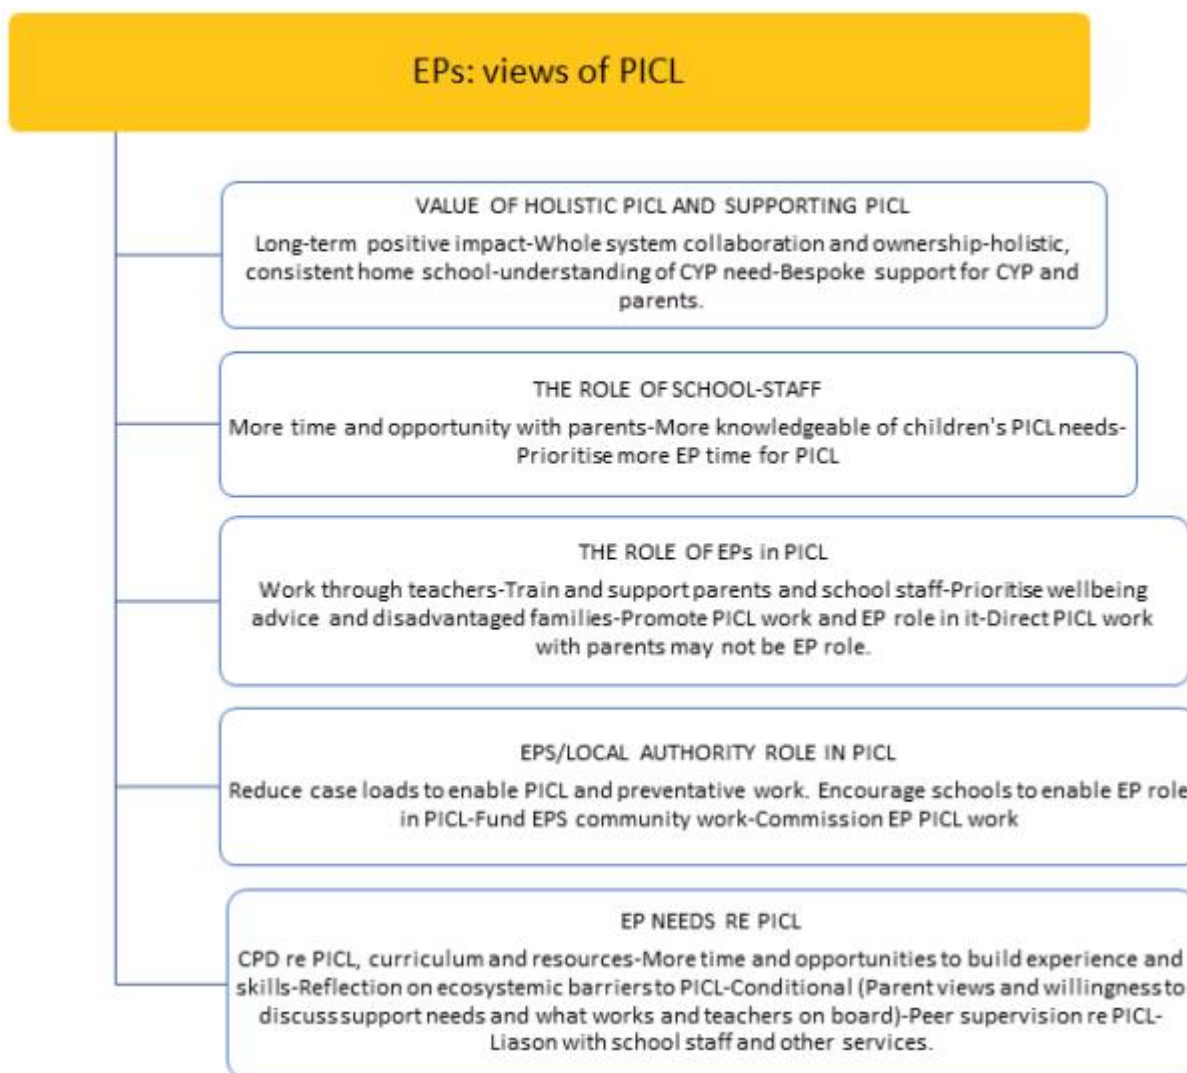 EPs: views of PICL
VALUE OF HOLISTIC PICL AND SUPPORTING PICL
Long-term positive impact-Whole system collaboration and ownership-holistic,
consistent home school-understanding of CYP need-Bespoke support for CYP and
parents.
THE ROLE OF SCHOOL-STAFF
More time and opportunity with parents-More knowledgeable of children's PICL needs-
Prioritise more EP time for PICL
THE ROLE OF EPs in PICL
Work through teachers-Train and support parents and school staff-Prioritise wellbeing
advice and disadvantaged families-Promote PICL work and EP role in it-Direct PICL work
with parents may not be EP role.
EPS/LOCAL AUTHORITY ROLE IN PICL
Reduce case loads to enable PICL and preventative work. Encourage schools to enable EP role
in PICL-Fund EPS community work-Commission EP PICL work
EP NEEDS RE PICL
CPD re PICL, curriculum and resources-More time and opportunities to build experience and
skills-Reflection on ecosystemic barriers to PICL-Conditional (Parent views and willingness to
discuss support needs and what works and teachers on board)-Peer supervision re PICL-
Liason with school staff and other services.